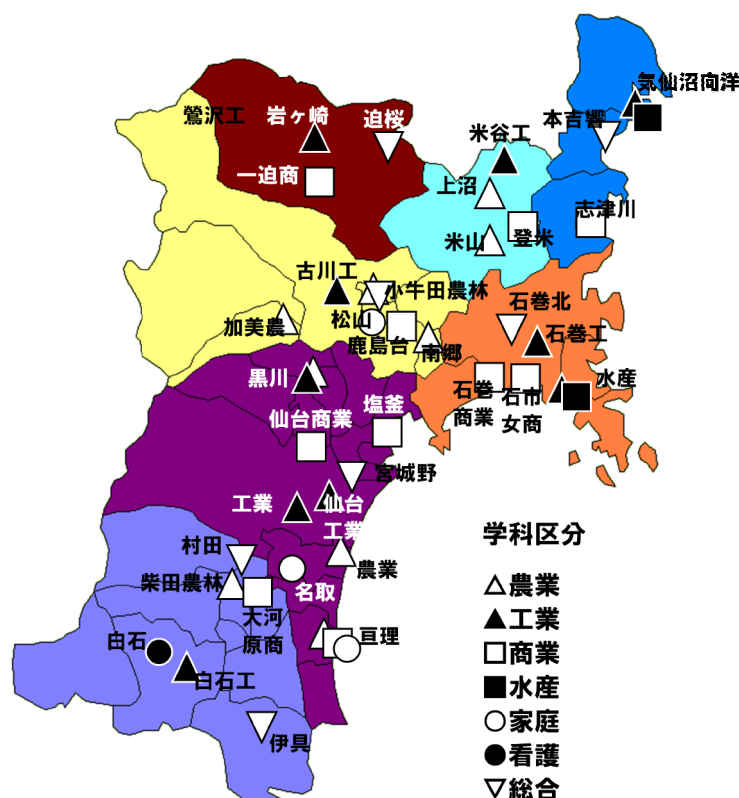 気仙沼向洋
鶯沢工
岩ヶ崎
迫桜
本吉響
米谷工
一迫商
上沼
志津川
米山
登米
古川工
小牛田農林
石巻北
加美農
松山
石巻工
鹿島台
南郷
黒川
水産
塩釜
石巻
商業
石市
女商
仙台商業
宮城野
工業
仙台
工業
学科区分
村田
農業
柴田農林
名取
△農業
▲工業
大河
原商
白石
亘理
□商業
白石工
■水産
○家庭
伊具
●看護
▽総合